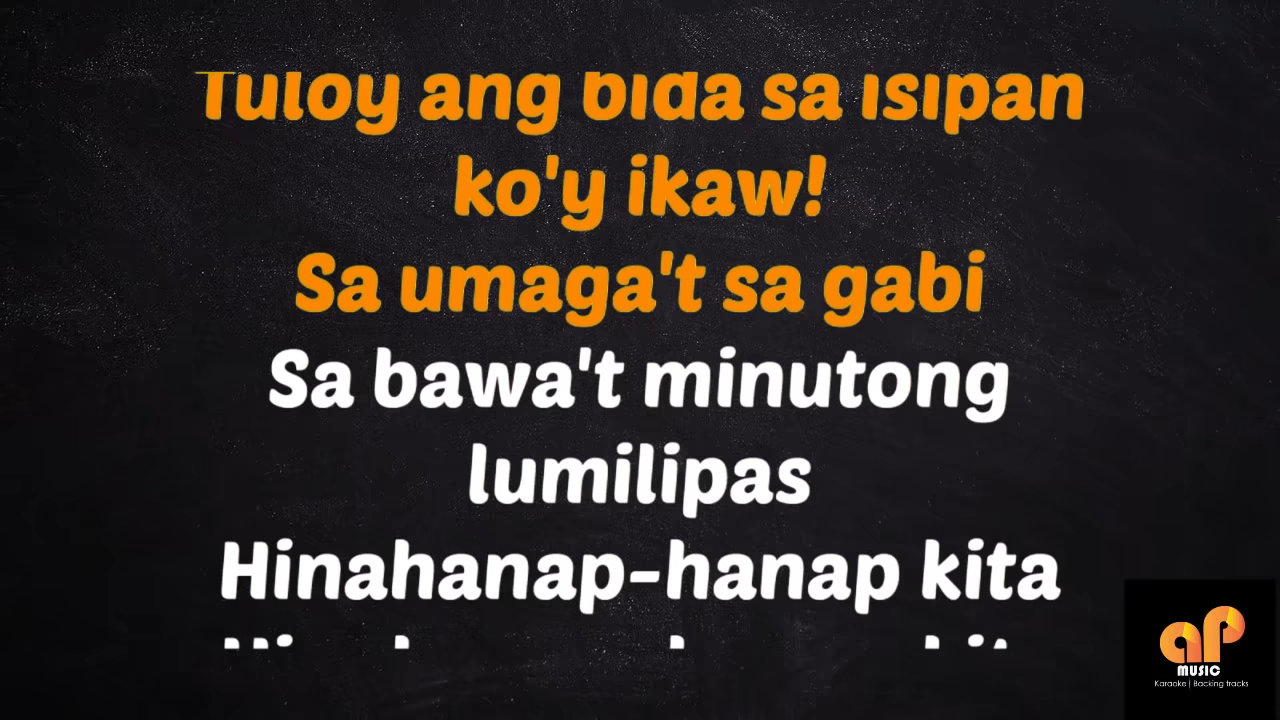 Tuloy ang bida sa isipan
ko'y ikaw!
Sa umaga't sa gabi
Sa bawa't minutong
lumilipas
Hinahanap-hanap kita
ap
MUSIC
Karaoke | Backing tracks